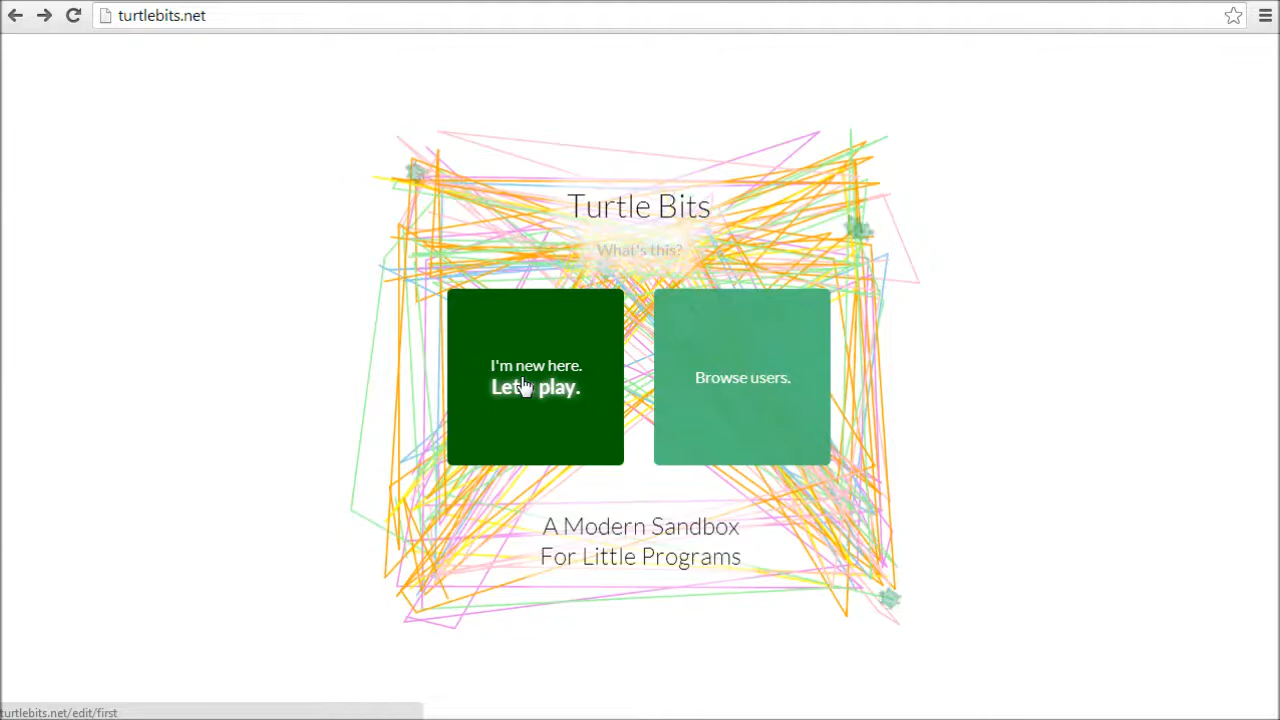 turtlebits.net
Turtle Bits
What's this?
I'm new here.
Let's play.
Browse users.
A Modern Sandbox
For Little Programs
turtlebits.net/edit/first